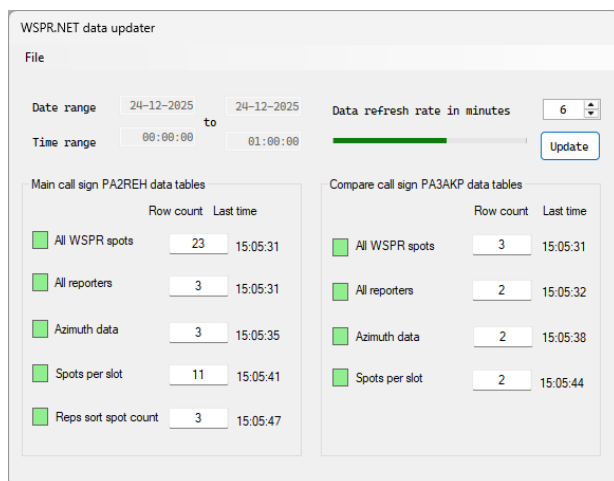 WSPR.NET data updater
File
Date range 24-12-2025 to 24-12-2025
Time range 00:00:00 01:00:00
Data refresh rate in minutes 6
Update
Main call sign PA2REH data tables
Row count Last time
All WSPR spots 23 15:05:31
All reporters 3 15:05:31
Azimuth data 3 15:05:35
Spots per slot 11 15:05:41
Reps sort spot count 3 15:05:47
Compare call sign PA3AKP data tables
Row count Last time
All WSPR spots 3 15:05:31
All reporters 2 15:05:32
Azimuth data 2 15:05:38
Spots per slot 2 15:05:44